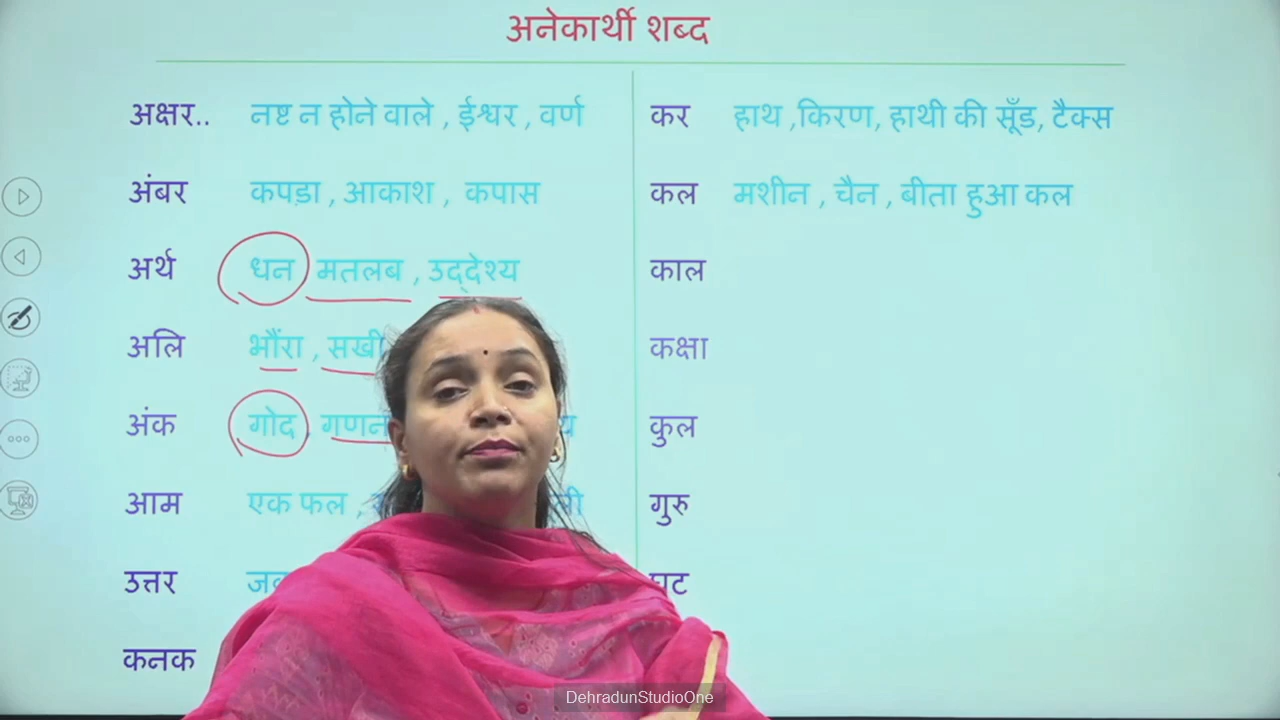 अनेकार्थी शब्द
अक्षर.. नष्ट न होने वाले , ईश्वर , वर्ण
अंबर कपड़ा , आकाश , कपास
अर्थ धन मतलब , उद्देश्य
अलि भौंरा , सखी
अंक गोद ,
आम एक फल ,
उत्तर
कनक
कर हाथ ,किरण, हाथी की सूँड, टैक्स
कल मशीन , चैन , बीता हुआ कल
काल
कक्षा
कुल
गुरु
घट
DehradunStudioOne